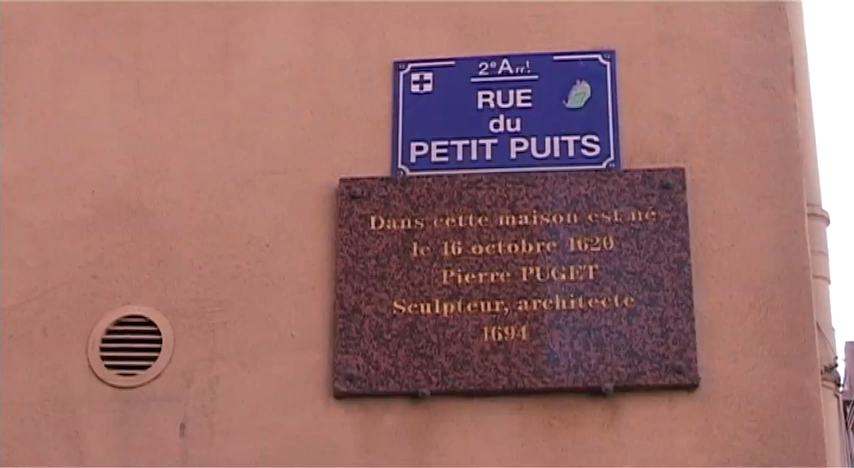 2e Arrt
RUE
du
PETIT PUITS
Dans cette maison est né
le 16 octobre 1620
Pierre PUGET
Sculpteur, architecte
1694